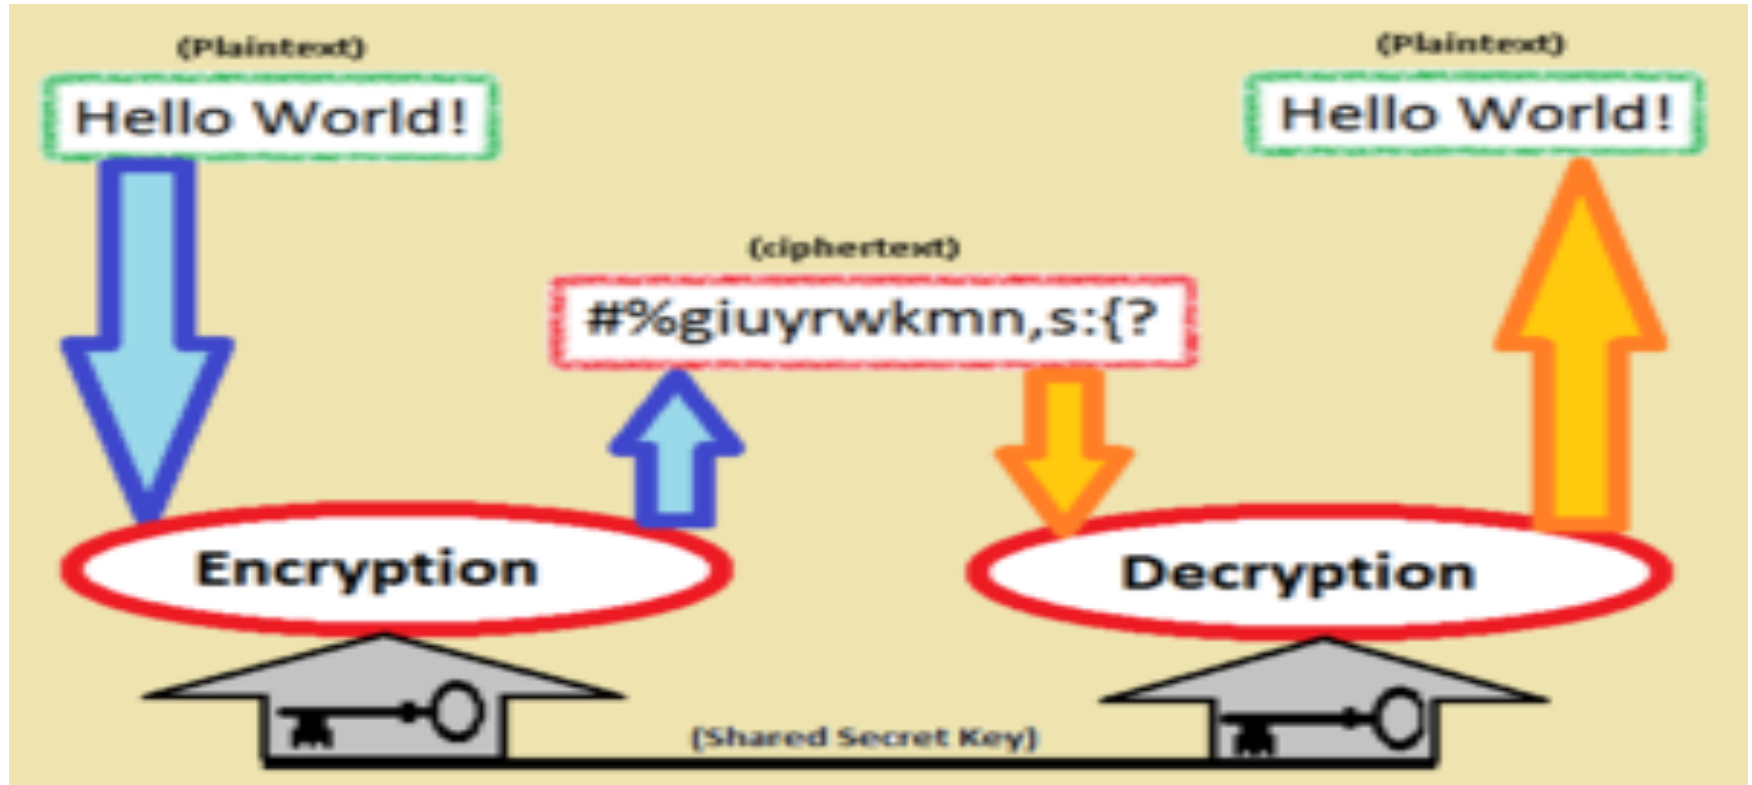 (Plaintext)
Hello World!
(Plaintext)
Hello World!
(ciphertext)
#%giuyrwkmn,s:{?
Encryption
Decryption
(Shared Secret Key)